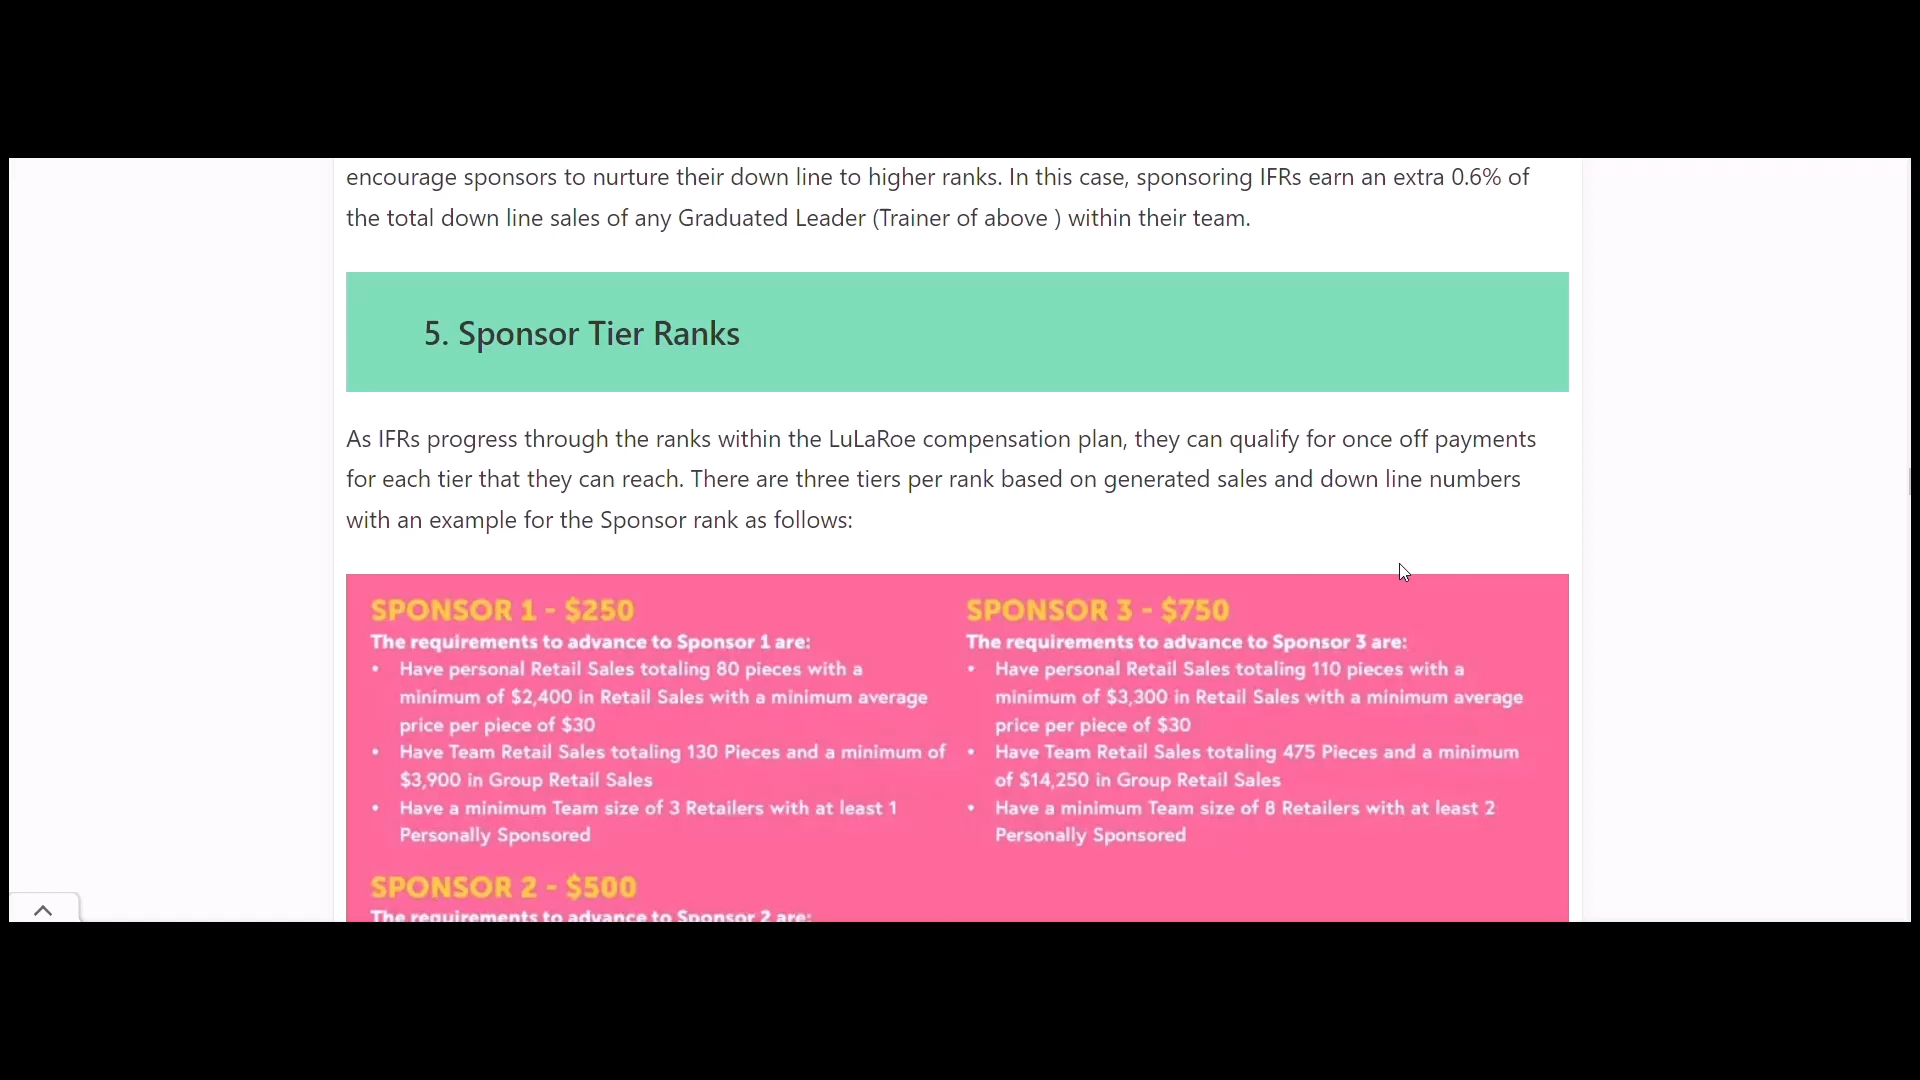 encourage sponsors to nurture their down line to higher ranks. In this case, sponsoring IFRs earn an extra 0.6% of
the total down line sales of any Graduated Leader (Trainer of above ) within their team.
5. Sponsor Tier Ranks
As IFRs progress through the ranks within the LuLaRoe compensation plan, they can qualify for once off payments
for each tier that they can reach. There are three tiers per rank based on generated sales and down line numbers
with an example for the Sponsor rank as follows:
SPONSOR 1 - $250
The requirements to advance to Sponsor 1 are:
• Have personal Retail Sales totaling 80 pieces with a
minimum of $2,400 in Retail Sales with a minimum average
price per piece of $30
• Have Team Retail Sales totaling 130 Pieces and a minimum of
$3,900 in Group Retail Sales
• Have a minimum Team size of 3 Retailers with at least 1
Personally Sponsored
SPONSOR 2 - $500
The requirements to advance to Sponsor 2 are:
SPONSOR 3 - $750
The requirements to advance to Sponsor 3 are:
• Have personal Retail Sales totaling 110 pieces with a
minimum of $3,300 in Retail Sales with a minimum average
price per piece of $30
• Have Team Retail Sales totaling 475 Pieces and a minimum
of $14,250 in Group Retail Sales
• Have a minimum Team size of 8 Retailers with at least 2
Personally Sponsored